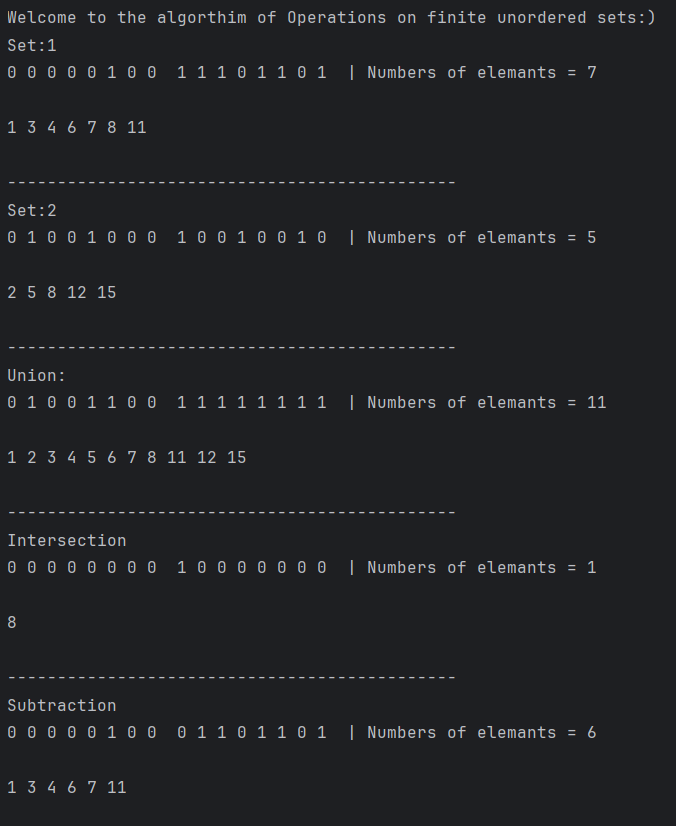 Welcome to the algorthim of Operations on finite unordered sets:)
Set:1
0 0 0 0 0 1 0 0  1 1 1 0 1 1 0 1  | Numbers of elemants = 7
1 3 4 6 7 8 11
---------------------------------------------
Set:2
0 1 0 0 1 0 0 0  1 0 0 1 0 0 1 0  | Numbers of elemants = 5
2 5 8 12 15
---------------------------------------------
Union:
0 1 0 0 1 1 0 0  1 1 1 1 1 1 1 1  | Numbers of elemants = 11
1 2 3 4 5 6 7 8 11 12 15
---------------------------------------------
Intersection
0 0 0 0 0 0 0 0  1 0 0 0 0 0 0 0  | Numbers of elemants = 1
8
---------------------------------------------
Subtraction
0 0 0 0 0 1 0 0  0 1 1 0 1 1 0 1  | Numbers of elemants = 6
1 3 4 6 7 11